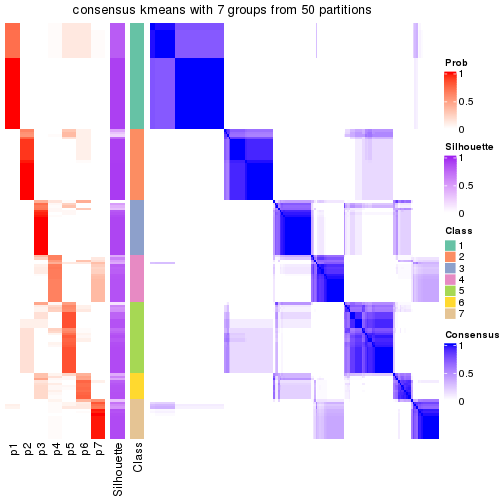 consensus kmeans with 7 groups from 50 partitions
Prob
1
0.5
0
Silhouette
1
0.5
0
Class
1
2
3
4
5
6
7
Consensus
1
0.5
0
p1
p2
p3
p4
p5
p6
p7
Silhouette
Class